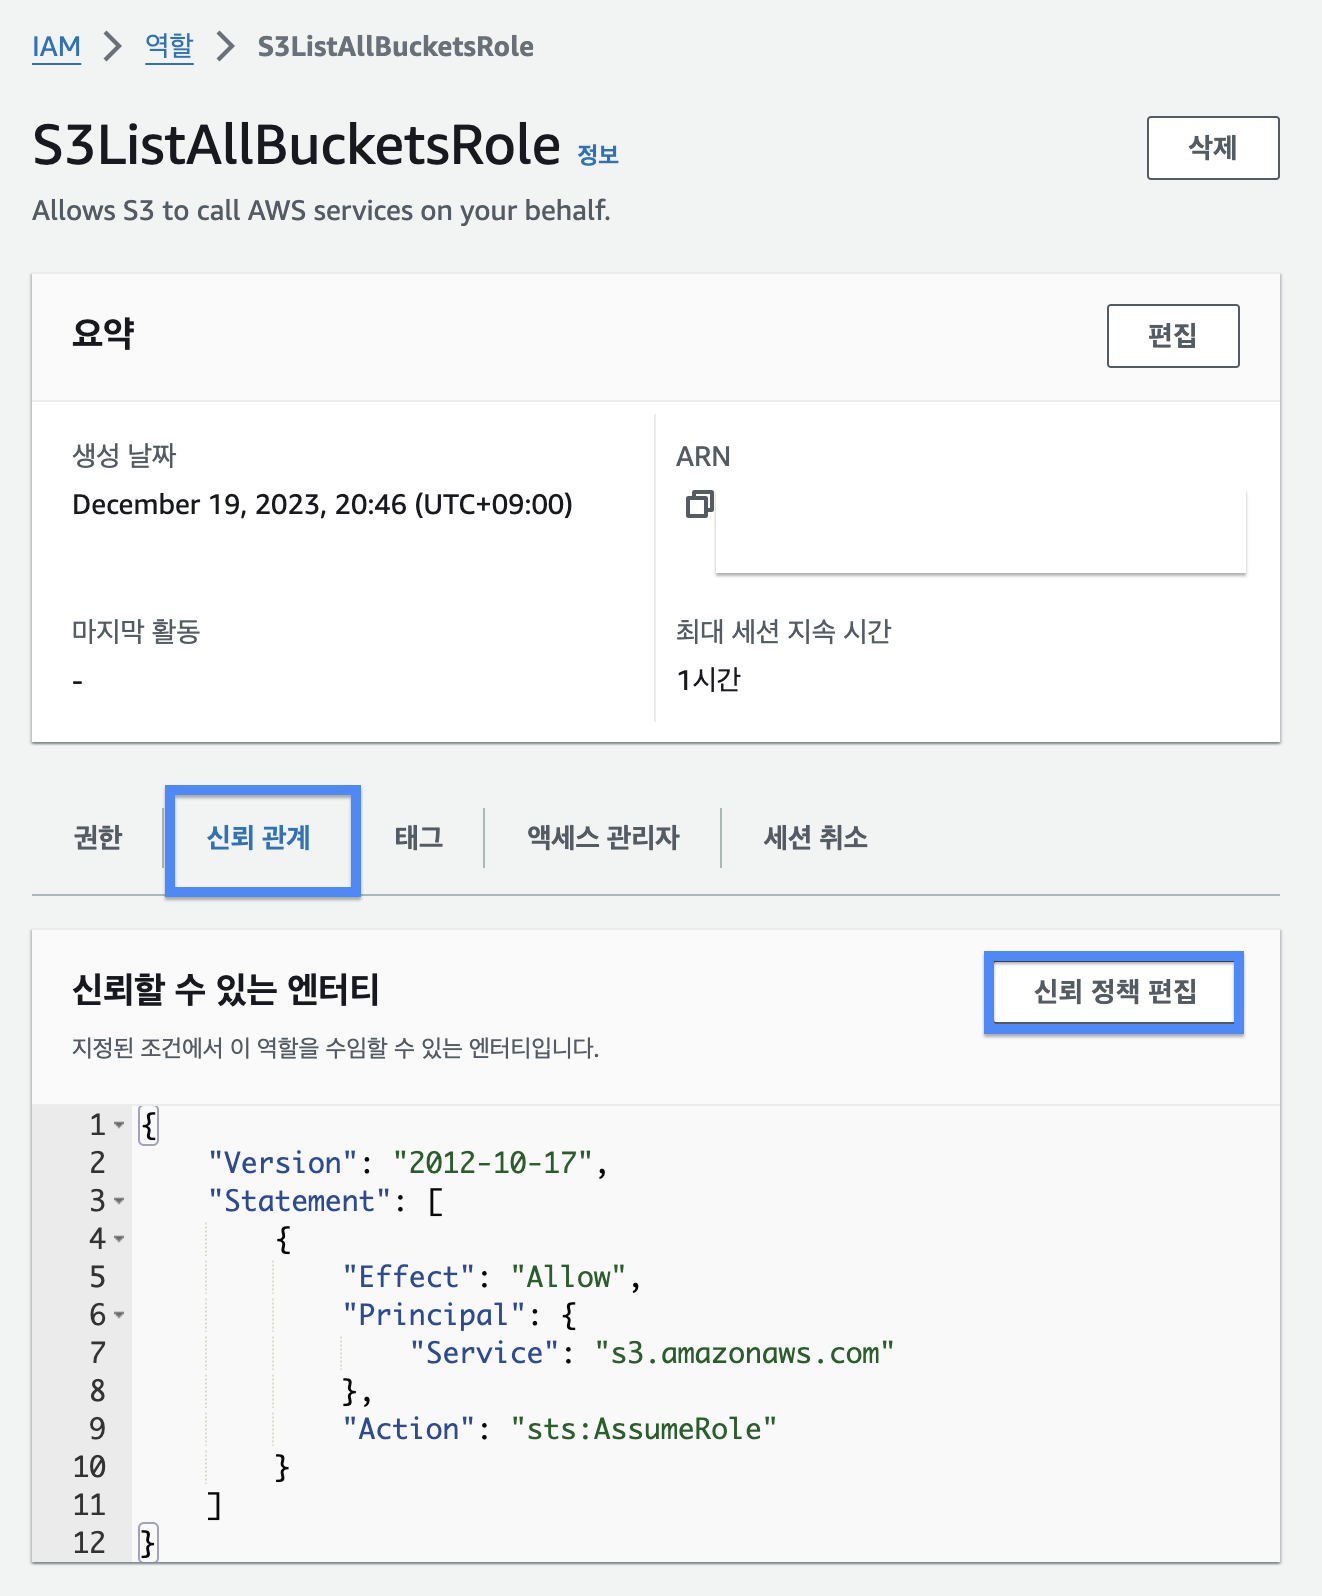 IAM > 역할 > S3ListAllBucketsRole
S3ListAllBucketsRole 정보
삭제
Allows S3 to call AWS services on your behalf.
요약
편집
생성 날짜
December 19, 2023, 20:46 (UTC+09:00)
ARN
마지막 활동
-
최대 세션 지속 시간
1시간
권한
신뢰 관계
태그
액세스 관리자
세션 취소
신뢰할 수 있는 엔터티
신뢰 정책 편집
지정된 조건에서 이 역할을 수임할 수 있는 엔터티입니다.
1 {
2     "Version": "2012-10-17",
3     "Statement": [
4         {
5             "Effect": "Allow",
6             "Principal": {
7                 "Service": "s3.amazonaws.com"
8             },
9             "Action": "sts:AssumeRole"
10         }
11     ]
12 }